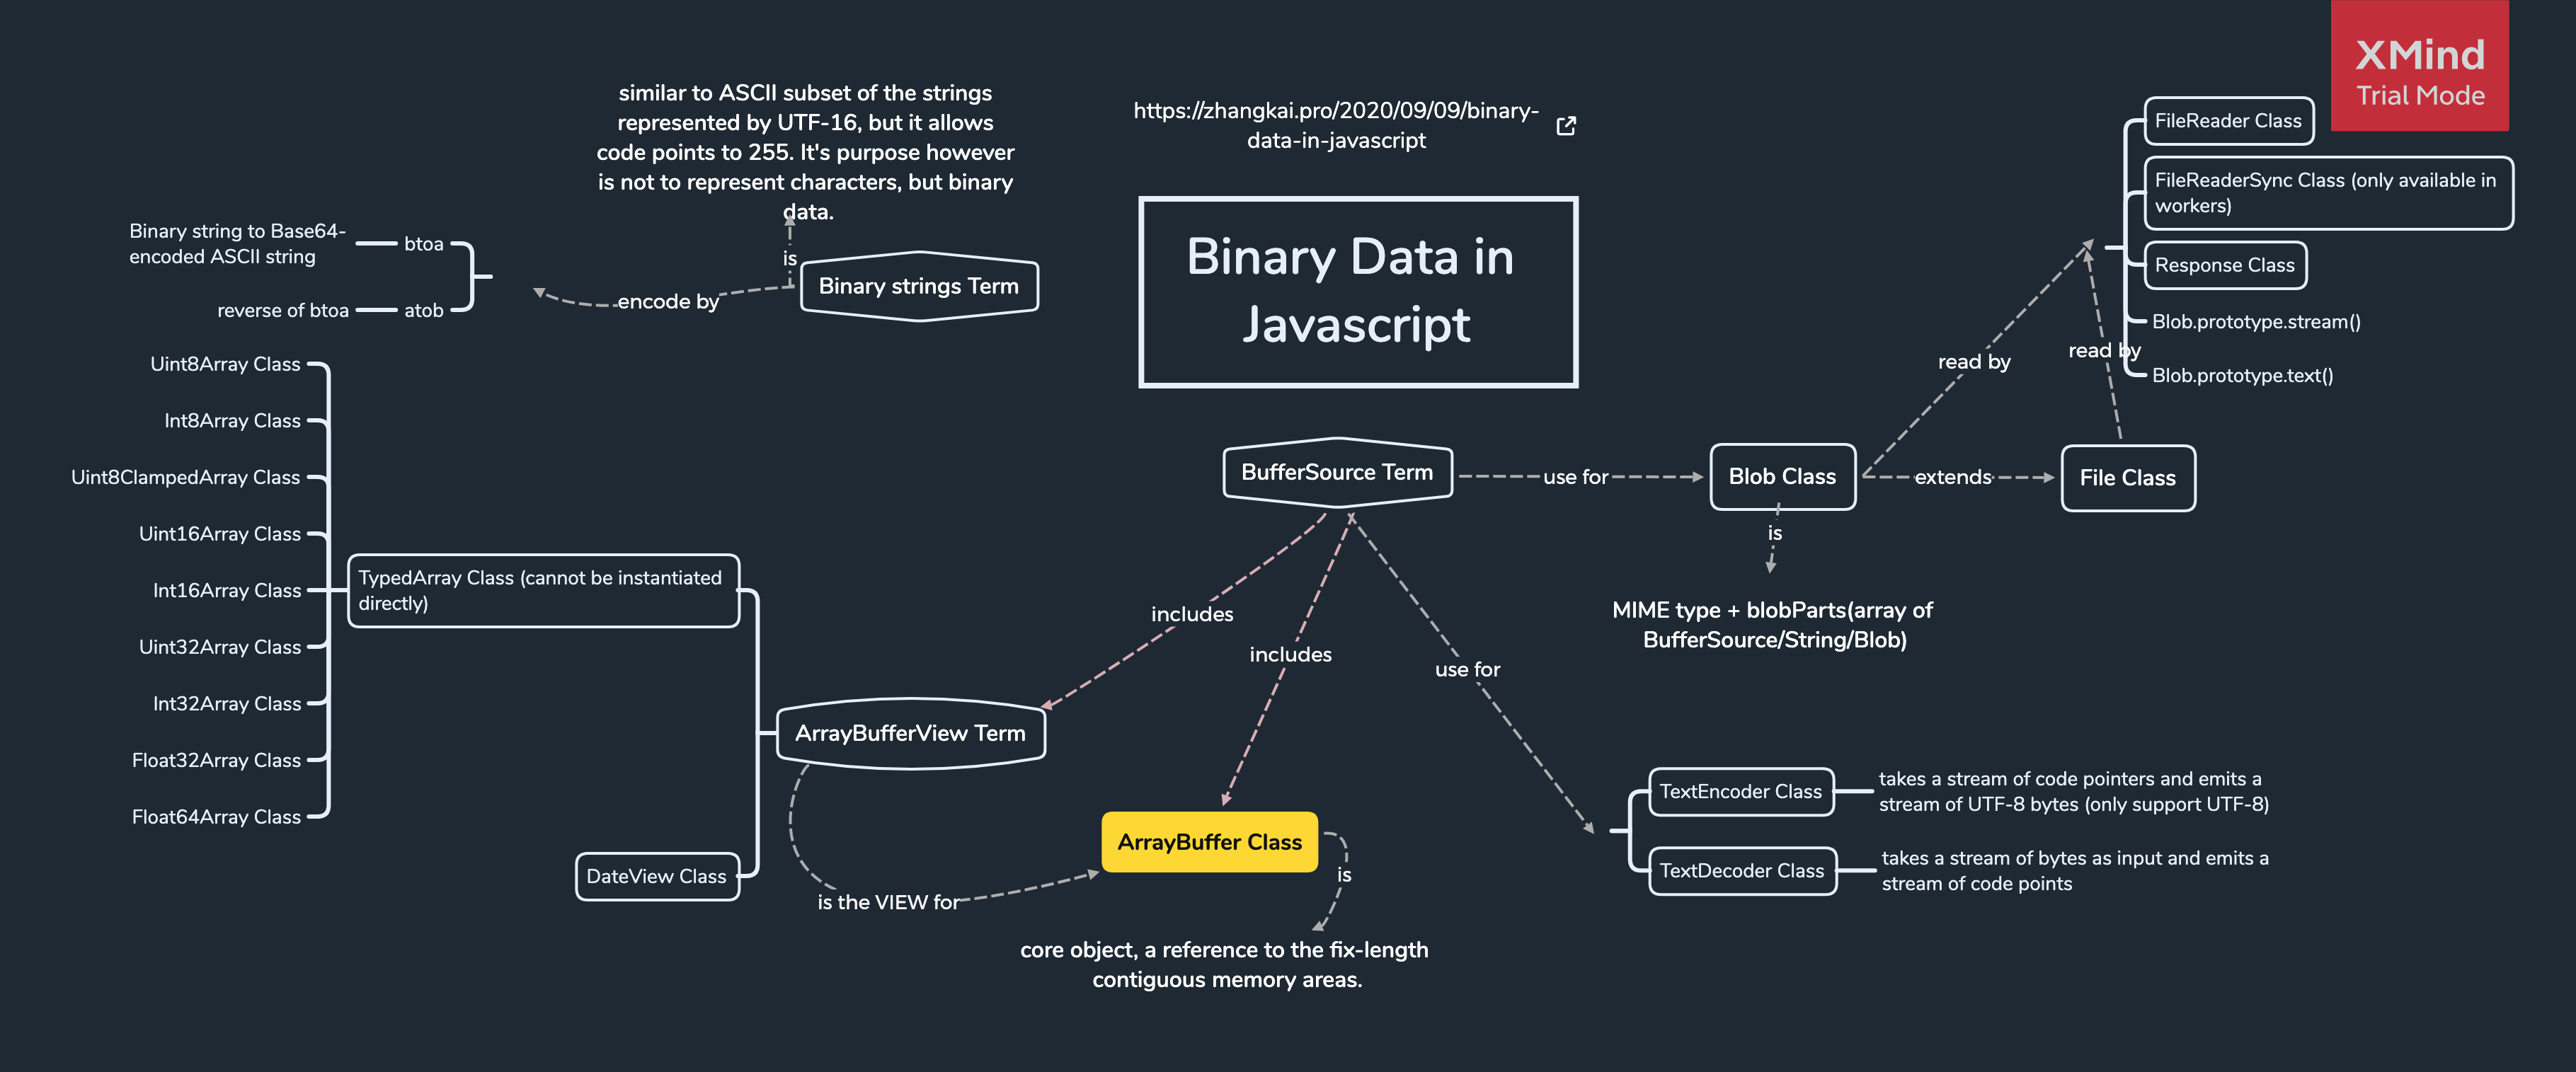 XMind
Trial Mode
similar to ASCII subset of the strings
represented by UTF-16, but it allows
code points to 255. It's purpose however
is not to represent characters, but binary
data.
https://zhangkai.pro/2020/09/09/binary-
data-in-javascript
Binary Data in
Javascript
Binary string to Base64-
encoded ASCII string
btoa
reverse of btoa
atob
encode by
is
Binary strings Term
FileReader Class
FileReaderSync Class (only available in
workers)
Response Class
Blob.prototype.stream()
Blob.prototype.text()
read by
read by
BufferSource Term
use for
Blob Class
extends
File Class
is
MIME type + blobParts(array of
BufferSource/String/Blob)
Uint8Array Class
Int8Array Class
Uint8ClampedArray Class
Uint16Array Class
Int16Array Class
Uint32Array Class
Int32Array Class
Float32Array Class
Float64Array Class
TypedArray Class (cannot be instantiated
directly)
DateView Class
ArrayBufferView Term
includes
includes
use for
is the VIEW for
ArrayBuffer Class
is
core object, a reference to the fix-length
contiguous memory areas.
TextEncoder Class
takes a stream of code pointers and emits a
stream of UTF-8 bytes (only support UTF-8)
TextDecoder Class
takes a stream of bytes as input and emits a
stream of code points